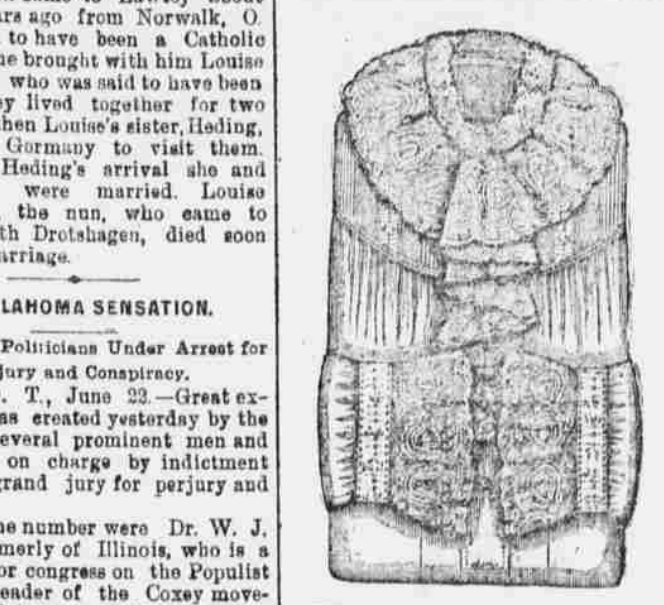 ars ago from Norwalk, O.
to have been a Catholic
he brought with him Louise
who was said to have been
ey lived together for two
then Louise's sister, Heding,
Germany to visit them.
Heding's arrival she and
were married. Louise
the nun, who came to
th Drotshagen, died soon
arriage.
LAHOMA SENSATION.
Politicians Under Arrest for
jury and Conspiracy.
T., June 23.—Great ex-
as created yesterday by the
several prominent men and
on charge by indictment
grand jury for perjury and
he number were Dr. W. J.
merly of Illinois, who is a
or congress on the Populist
eader of the Coxey move-